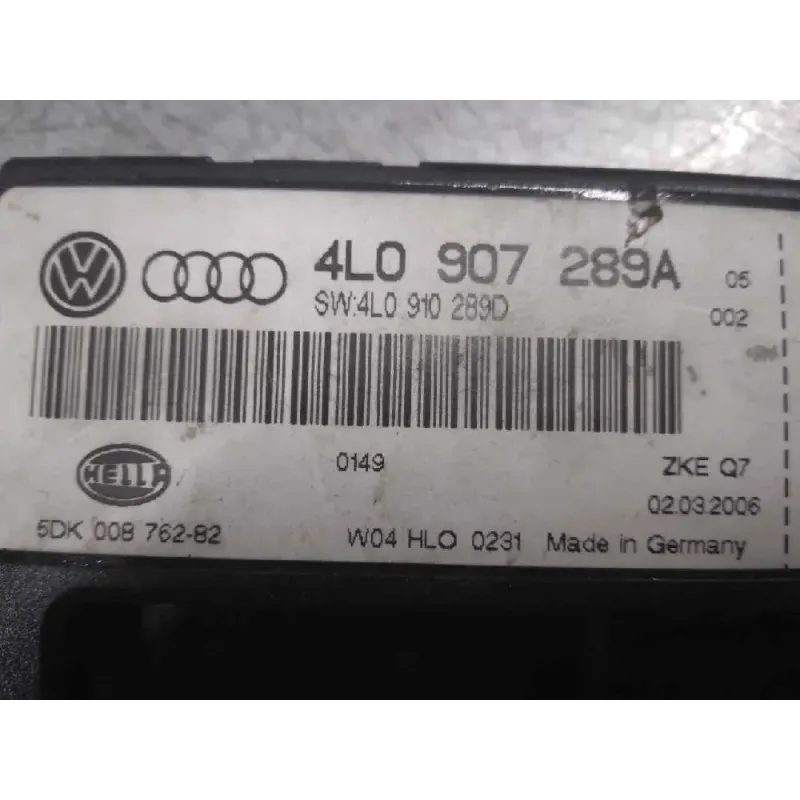 4L0 907 289A 05
SW:4L0 910 289D 002
HELLA 0149 ZKE Q7
02.03.2006
5DK 008 762-82 W04 HLO 0231 Made in Germany